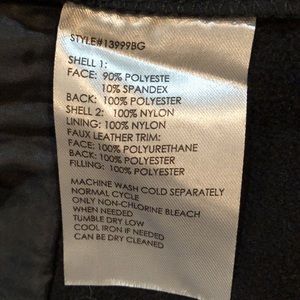 STYLE#13999BG
SHELL 1:
FACE: 90% POLYESTE
10% SPANDEX
BACK: 100% POLYESTER
SHELL 2: 100% NYLON
LINING: 100% NYLON
FAUX LEATHER TRIM:
FACE: 100% POLYURETHANE
BACK: 100% POLYESTER
FILLING: 100% POLYESTER
MACHINE WASH COLD SEPARATELY
NORMAL CYCLE
ONLY NON-CHLORINE BLEACH
WHEN NEEDED
TUMBLE DRY LOW
COOL IRON IF NEEDED
CAN BE DRY CLEANED